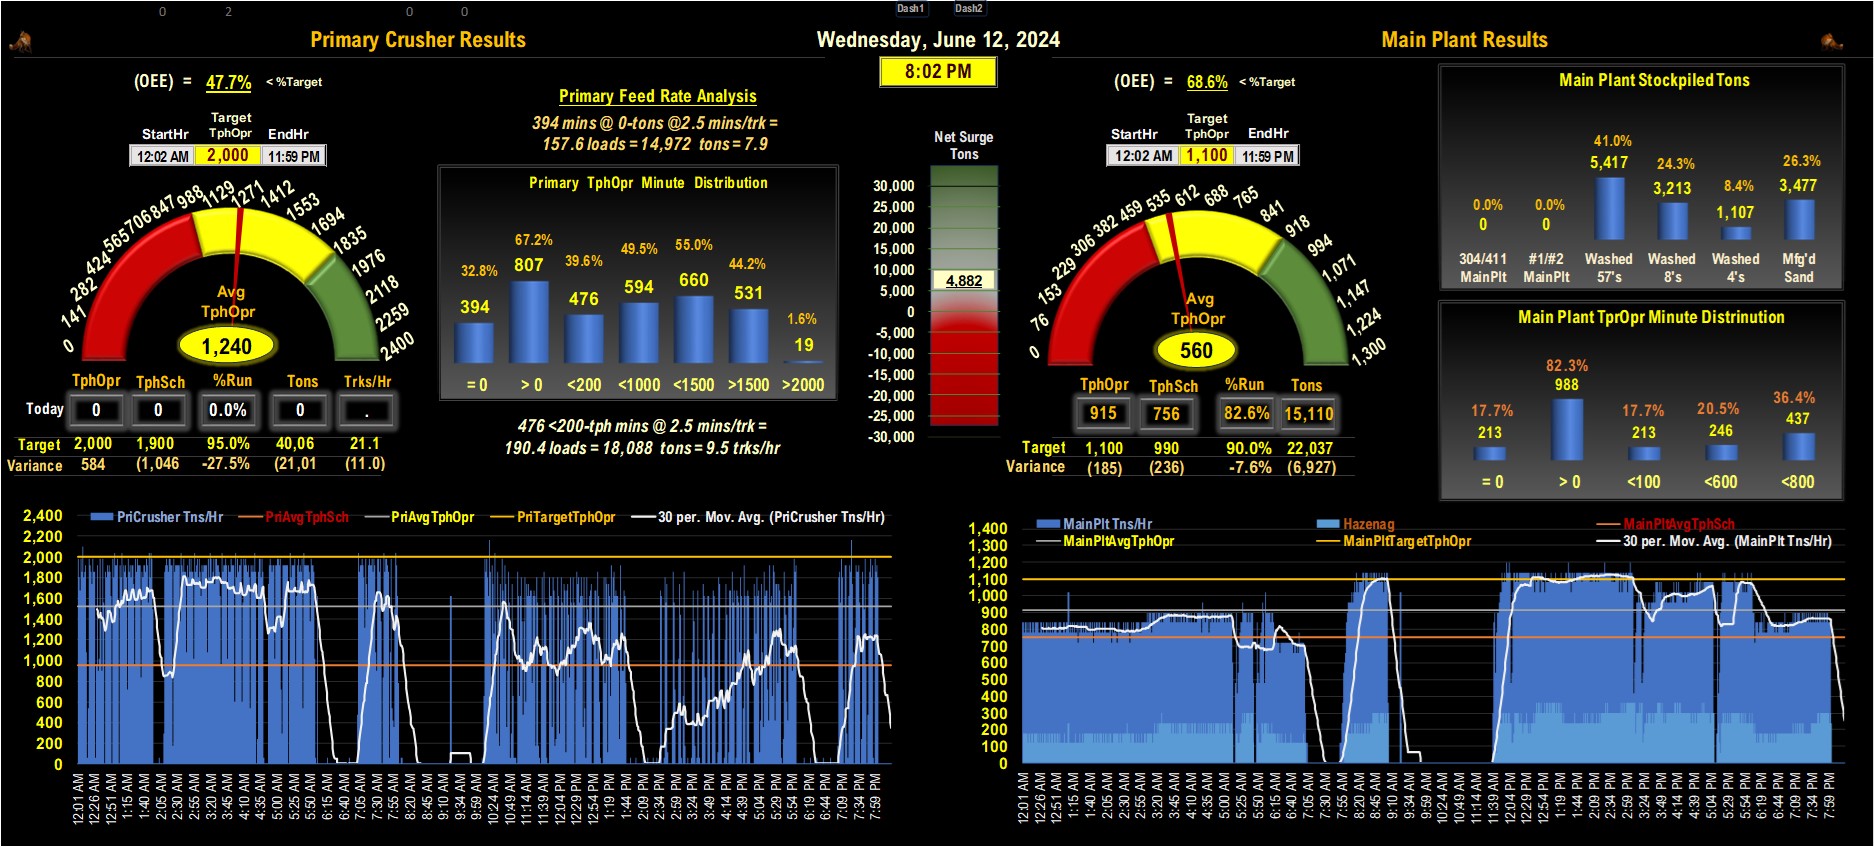 0 2 0 0 Dash1 Dash2
Primary Crusher Results
Wednesday, June 12, 2024
Main Plant Results
8:02 PM
(OEE) = 47.7% < %Target
Target
StartHr TphOpr EndHr
12:02 AM 2,000 11:59 PM
0 141 282 424 565 706 847 988 1129 1271 1412 1553 1694 1835 1976 2118 2259 2400
Avg
TphOpr
1,240
TphOpr TphSch %Run Tons Trks/Hr
Today 0 0 0.0% 0 .
Target 2,000 1,900 95.0% 40,06 21.1
Variance 584 (1,046 -27.5% (21,01 (11.0)
Primary Feed Rate Analysis
394 mins @ 0-tons @2.5 mins/trk =
157.6 loads = 14,972 tons = 7.9
Primary TphOpr Minute Distribution
32.8% 67.2% 39.6% 49.5% 55.0% 44.2% 1.6%
394 807 476 594 660 531 19
= 0 > 0 <200 <1000 <1500 >1500 >2000
476 <200-tph mins @ 2.5 mins/trk =
190.4 loads = 18,088 tons = 9.5 trks/hr
Net Surge
Tons
30,000
25,000
20,000
15,000
10,000
4,882
5,000
0
-5,000
-10,000
-15,000
-20,000
-25,000
-30,000
(OEE) = 68.6% < %Target
Target
StartHr TphOpr EndHr
12:02 AM 1,100 11:59 PM
0 76 153 229 306 382 459 535 612 688 765 841 918 994 1,071 1,147 1,224 1,300
Avg
TphOpr
560
TphOpr TphSch %Run Tons
915 756 82.6% 15,110
Target 1,100 990 90.0% 22,037
Variance (185) (236) -7.6% (6,927)
Main Plant Stockpiled Tons
0.0% 0.0% 41.0% 24.3% 8.4% 26.3%
0 0 5,417 3,213 1,107 3,477
304/411 #1/#2 Washed Washed Washed Mfg'd
MainPlt MainPlt 57's 8's 4's Sand
Main Plant TprOpr Minute Distrinution
17.7% 82.3% 17.7% 20.5% 36.4%
213 988 213 246 437
= 0 > 0 <100 <600 <800
PriCrusher Tns/Hr PriAvgTphSch PriAvgTphOpr PriTargetTphOpr 30 per. Mov. Avg. (PriCrusher Tns/Hr)
2,400
2,200
2,000
1,800
1,600
1,400
1,200
1,000
800
600
400
200
0
12:01 AM 12:26 AM 12:51 AM 1:15 AM 1:40 AM 2:05 AM 2:30 AM 2:55 AM 3:20 AM 3:45 AM 4:10 AM 4:35 AM 5:00 AM 5:25 AM 5:50 AM 6:15 AM 6:40 AM 7:05 AM 7:30 AM 7:55 AM 8:20 AM 8:45 AM 9:10 AM 9:34 AM 9:59 AM 10:24 AM 10:49 AM 11:14 AM 11:39 AM 12:04 PM 12:29 PM 12:54 PM 1:19 PM 1:44 PM 2:09 PM 2:34 PM 2:59 PM 3:24 PM 3:49 PM 4:14 PM 4:39 PM 5:04 PM 5:29 PM 5:54 PM 6:19 PM 6:44 PM 7:09 PM 7:34 PM 7:59 PM
MainPlt Tns/Hr Hazenag MainPltAvgTphSch
MainPltAvgTphOpr MainPltTargetTphOpr 30 per. Mov. Avg. (MainPlt Tns/Hr)
1,400
1,300
1,200
1,100
1,000
900
800
700
600
500
400
300
200
100
0
12:01 AM 12:26 AM 12:51 AM 1:15 AM 1:40 AM 2:05 AM 2:30 AM 2:55 AM 3:20 AM 3:45 AM 4:10 AM 4:35 AM 5:00 AM 5:25 AM 5:50 AM 6:15 AM 6:40 AM 7:05 AM 7:30 AM 7:55 AM 8:20 AM 8:45 AM 9:10 AM 9:34 AM 9:59 AM 10:24 AM 10:49 AM 11:14 AM 11:39 AM 12:04 PM 12:29 PM 12:54 PM 1:19 PM 1:44 PM 2:09 PM 2:34 PM 2:59 PM 3:24 PM 3:49 PM 4:14 PM 4:39 PM 5:04 PM 5:29 PM 5:54 PM 6:19 PM 6:44 PM 7:09 PM 7:34 PM 7:59 PM